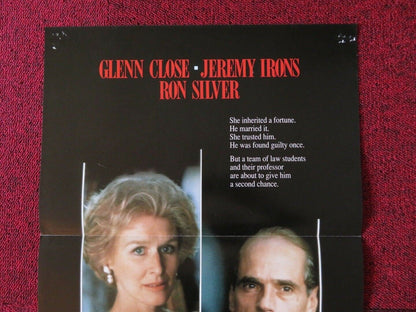 GLENN CLOSE ▪ JEREMY IRONS
RON SILVER
She inherited a fortune.
He married it.
She trusted him.
He was found guilty once.
But a team of law students
and their professor
are about to give him
a second chance.